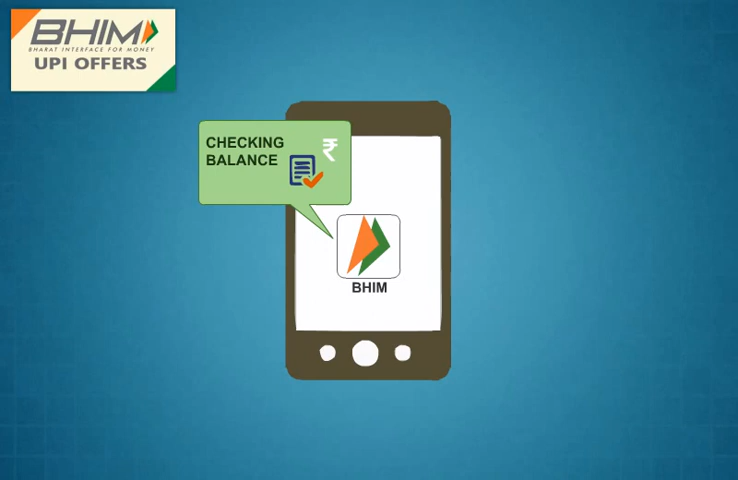 BHIM
BHARAT INTERFACE FOR MONEY
UPI OFFERS
CHECKING
BALANCE
₹
BHIM